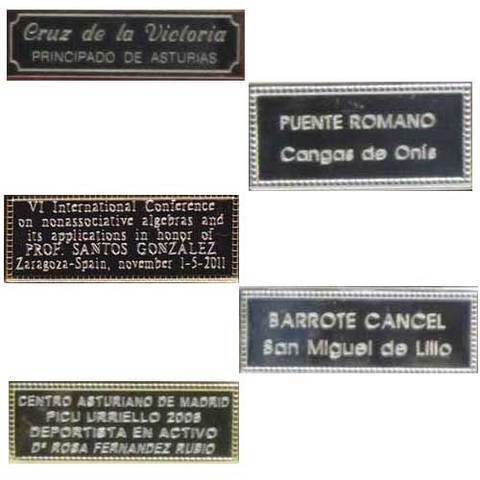 Cruz de la Victoria
PRINCIPADO DE ASTURIAS
PUENTE ROMANO
Cangas de Onís
VI International Conference
on nonassociative algebras and
its applications in honor of
PROF. SANTOS GONZÁLEZ
Zaragoza-Spain, november 1-5-2011
BARROTE CANCEL
San Miguel de Lillo
CENTRO ASTURIANO DE MADRID
PICU URRIELLO 2006
DEPORTISTA EN ACTIVO
Dª ROSA FERNANDEZ RUBIO